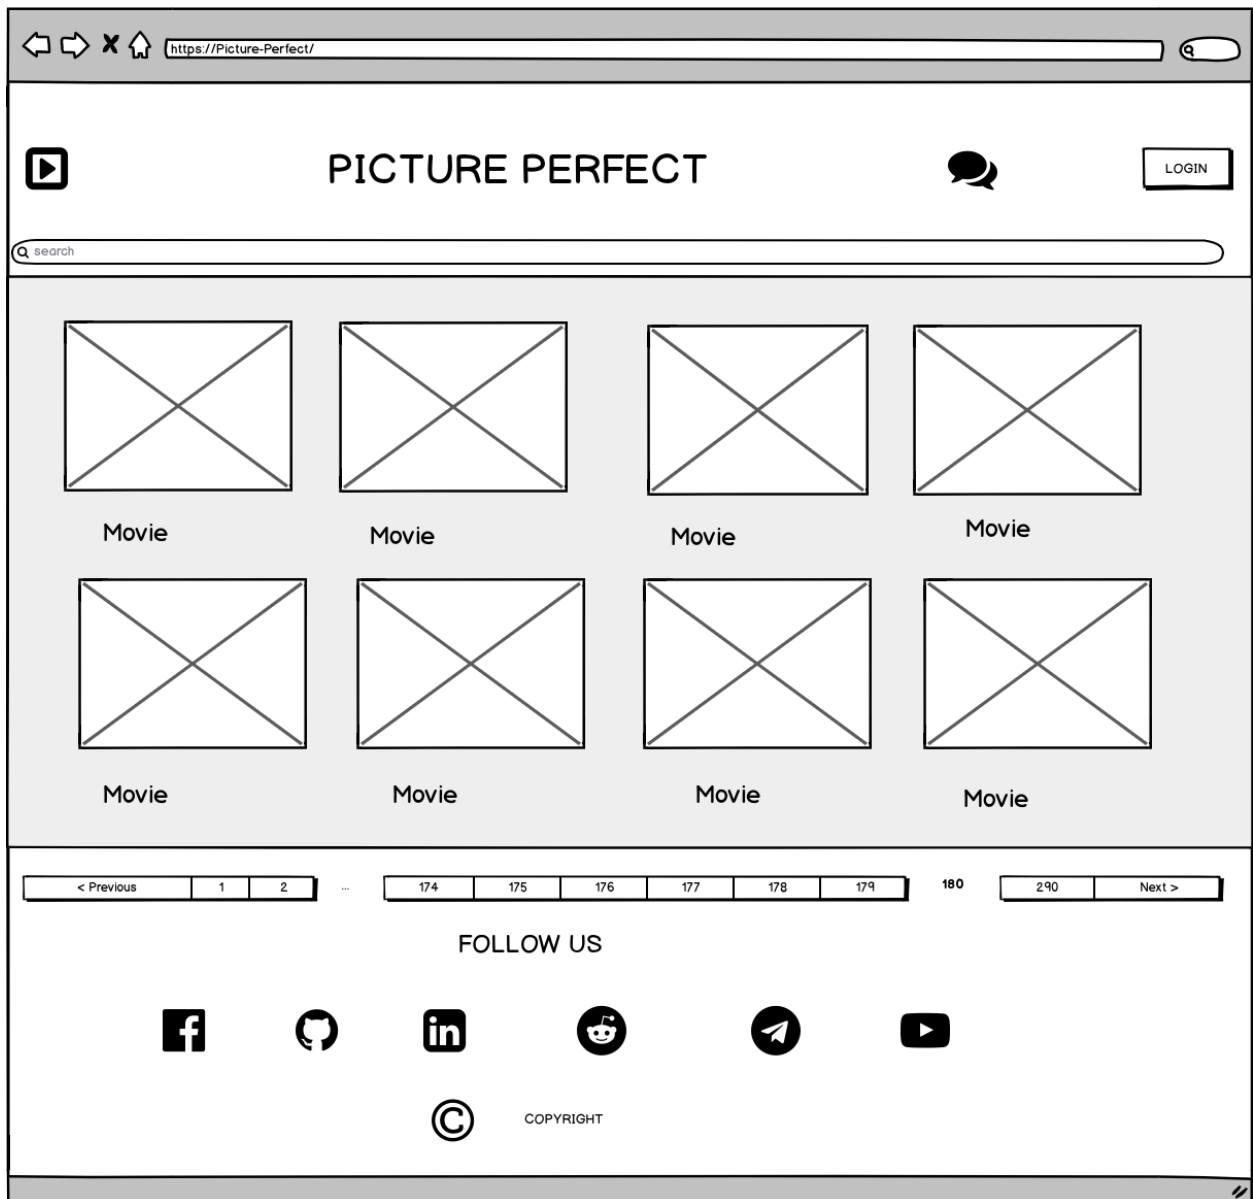 https://Picture-Perfect/
PICTURE PERFECT
LOGIN
search
Movie Movie Movie Movie
Movie Movie Movie Movie
< Previous 1 2 ... 174 175 176 177 178 179 180 290 Next >
FOLLOW US
in
© COPYRIGHT